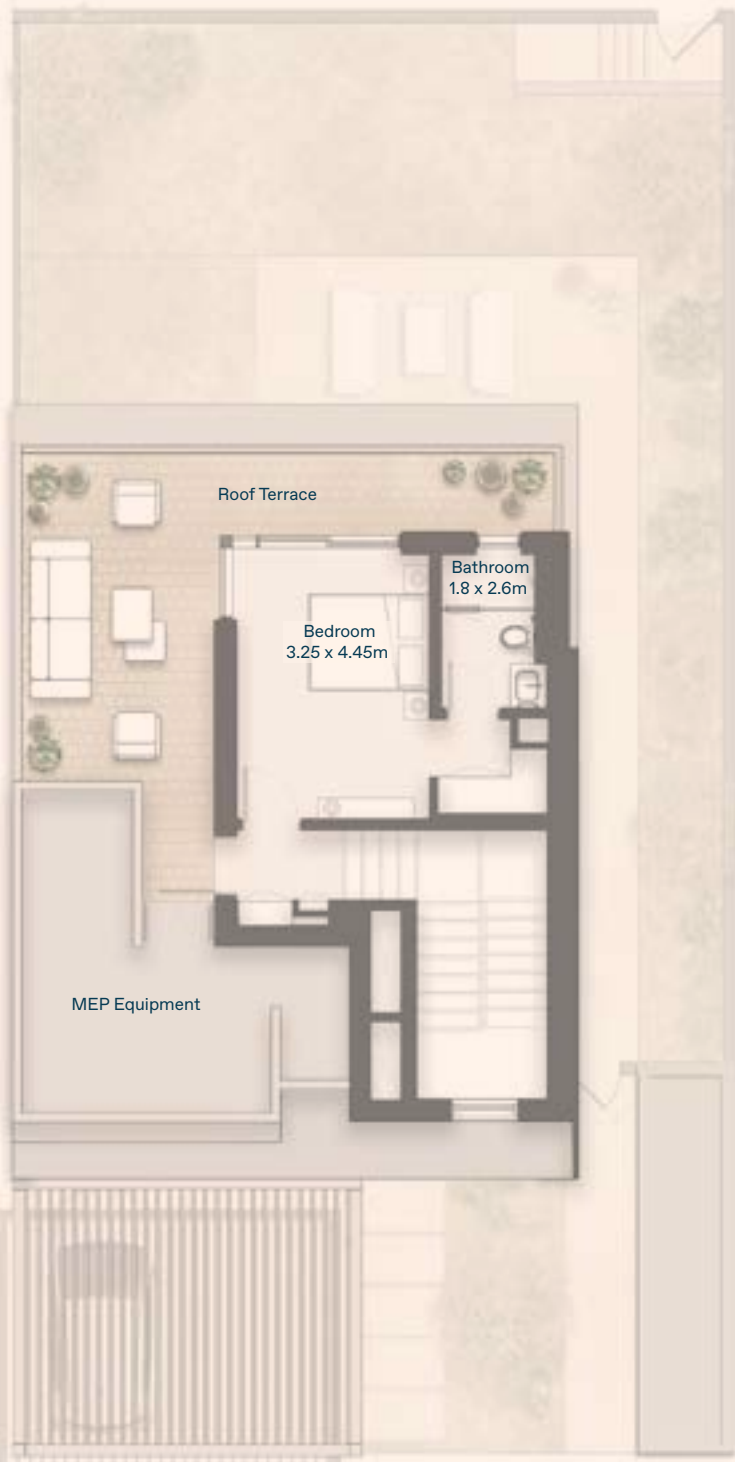 Roof Terrace
Bathroom
1.8 x 2.6m
Bedroom
3.25 x 4.45m
MEP Equipment